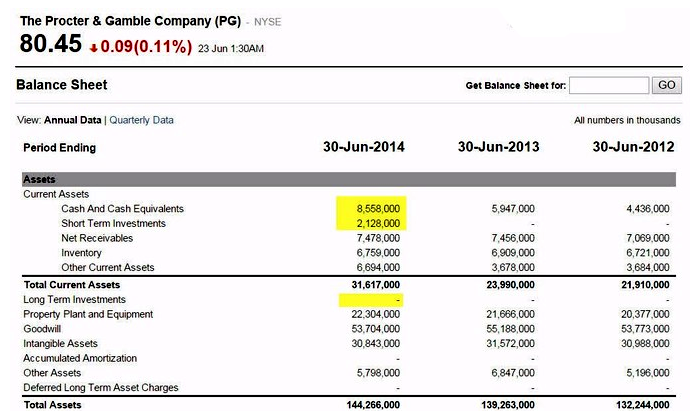 The Procter & Gamble Company (PG) - NYSE
80.45 ↓0.09(0.11%) 23 Jun 1:30AM
Balance Sheet Get Balance Sheet for: GO
View: Annual Data | Quarterly Data All numbers in thousands
Period Ending 30-Jun-2014 30-Jun-2013 30-Jun-2012
Assets
Current Assets
Cash And Cash Equivalents 8,558,000 5,947,000 4,436,000
Short Term Investments 2,128,000 - -
Net Receivables 7,478,000 7,456,000 7,069,000
Inventory 6,759,000 6,909,000 6,721,000
Other Current Assets 6,694,000 3,678,000 3,684,000
Total Current Assets 31,617,000 23,990,000 21,910,000
Long Term Investments - - -
Property Plant and Equipment 22,304,000 21,666,000 20,377,000
Goodwill 53,704,000 55,188,000 53,773,000
Intangible Assets 30,843,000 31,572,000 30,988,000
Accumulated Amortization - - -
Other Assets 5,798,000 6,847,000 5,196,000
Deferred Long Term Asset Charges - - -
Total Assets 144,266,000 139,263,000 132,244,000